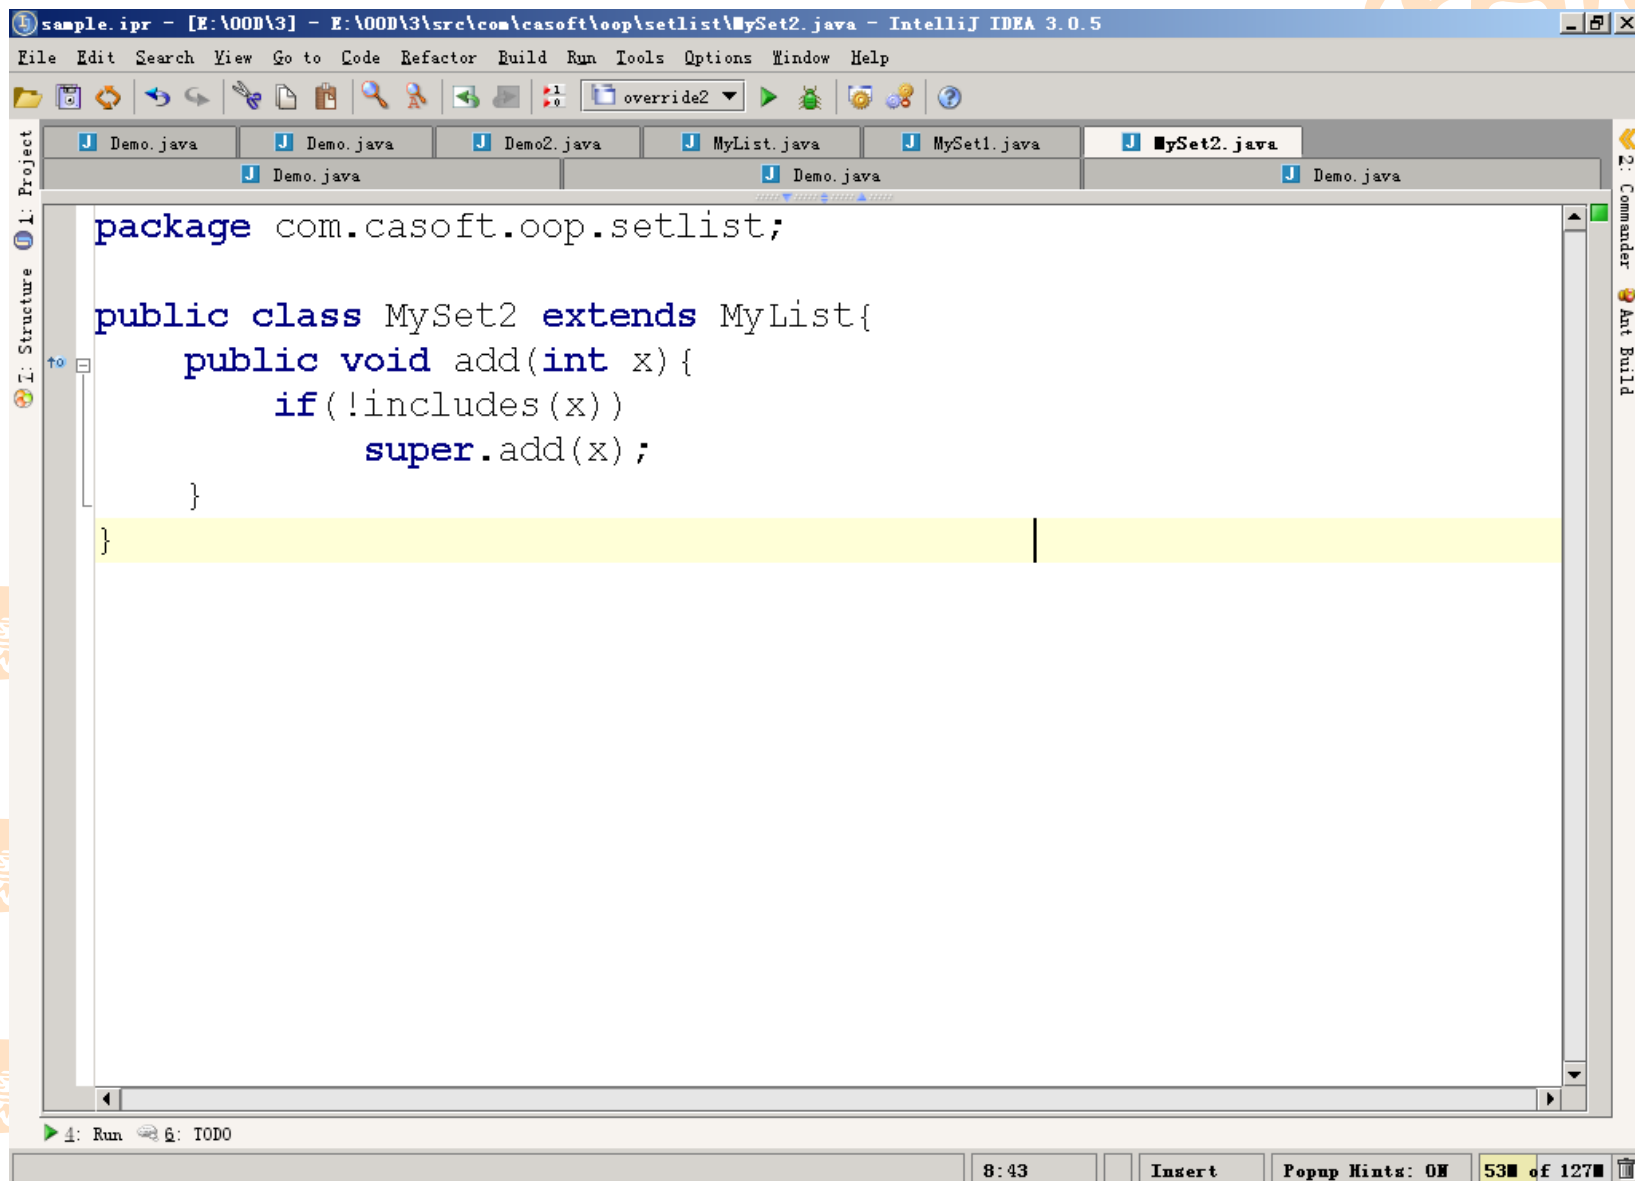 sample.ipr - [E:\OOD\3] - E:\OOD\3\src\com\casoft\oop\setlist\MySet2.java - IntelliJ IDEA 3.0.5
File Edit Search View Go to Code Refactor Build Run Tools Options Window Help
override2
Demo.java Demo.java Demo2.java MyList.java MySet1.java MySet2.java
Demo.java Demo.java Demo.java
1: Project
7: Structure
2: Commander
Ant Build
package com.casoft.oop.setlist;
public class MySet2 extends MyList{
public void add(int x){
if(!includes(x))
super.add(x);
}
}
4: Run 6: TODO
8:43 Insert Popup Hints: ON 53M of 127M